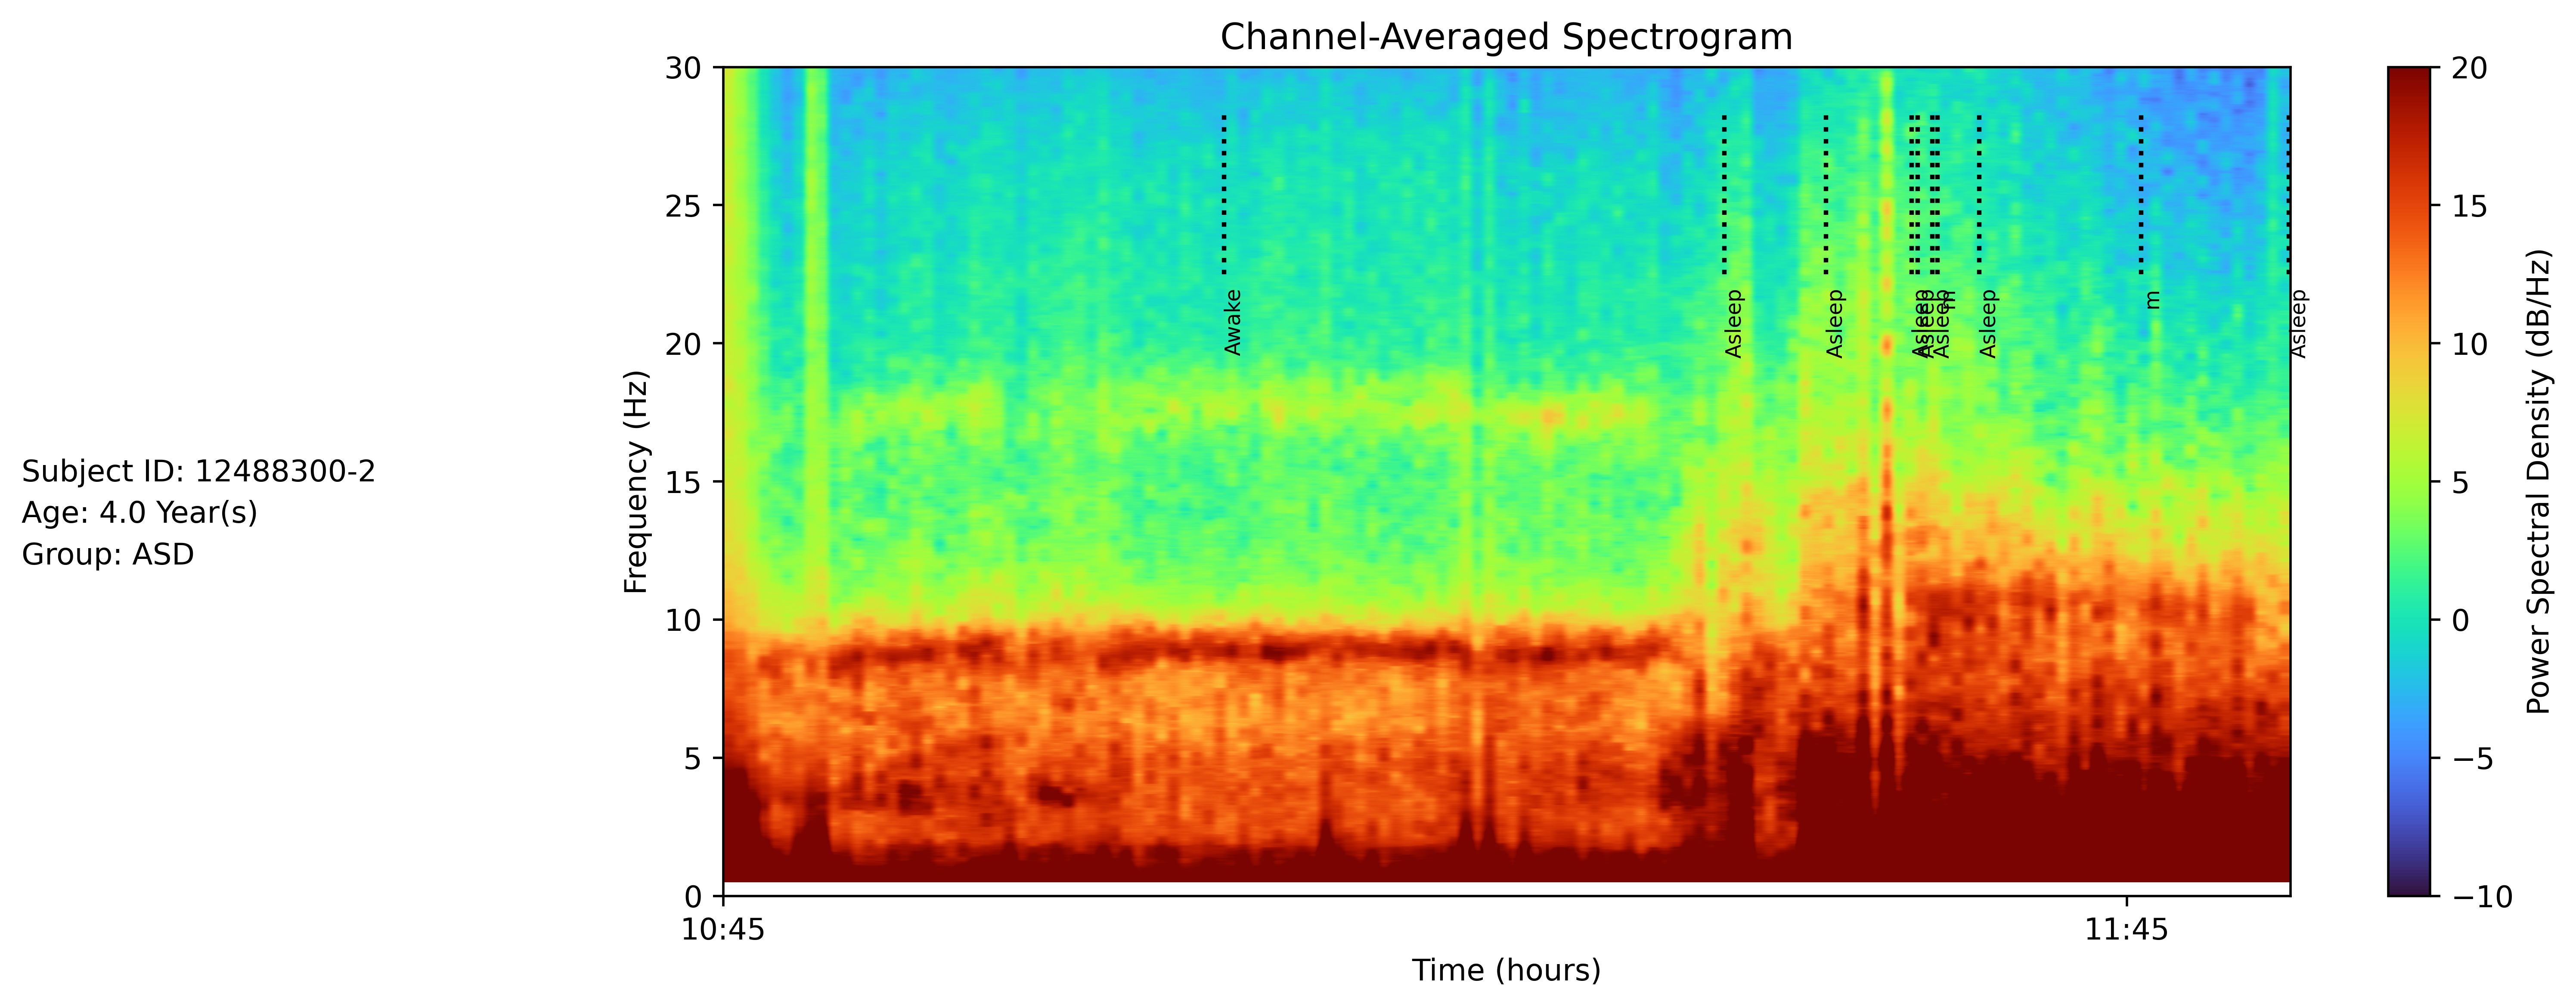 Channel-Averaged Spectrogram
Subject ID: 12488300-2
Age: 4.0 Year(s)
Group: ASD
Frequency (Hz)
30
25
20
15
10
5
0
Awake
Asleep
Asleep
Asleep
Asleep
Asleep
m
Asleep
m
Asleep
10:45
11:45
Time (hours)
20
15
10
5
0
−5
−10
Power Spectral Density (dB/Hz)